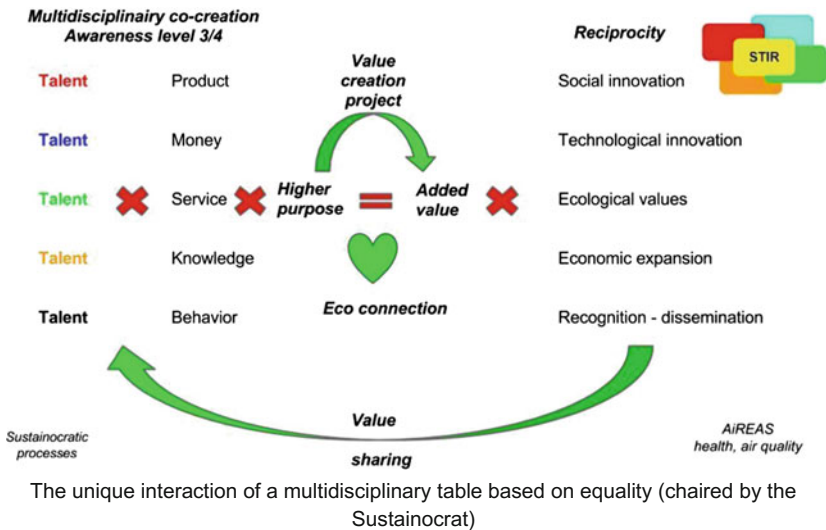 Multidisciplinairy co-creation
Awareness level 3/4
Reciprocity
STIR
Value
creation
project
Talent Product Social innovation
Talent Money Technological innovation
Talent Service Higher purpose = Added value Ecological values
Talent Knowledge Economic expansion
Eco connection
Talent Behavior Recognition - dissemination
Value
sharing
Sustainocratic
processes
AiREAS
health, air quality
The unique interaction of a multidisciplinary table based on equality (chaired by the
Sustainocrat)